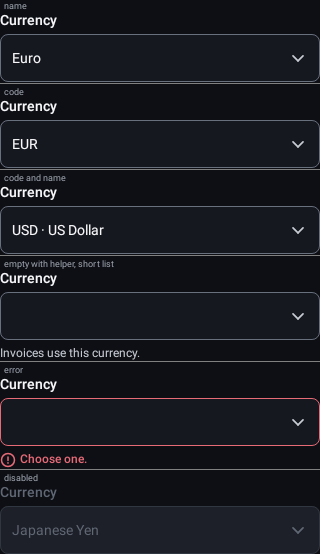 name
Currency
Euro
code
Currency
EUR
code and name
Currency
USD · US Dollar
empty with helper, short list
Currency
Invoices use this currency.
error
Currency
Choose one.
disabled
Currency
Japanese Yen